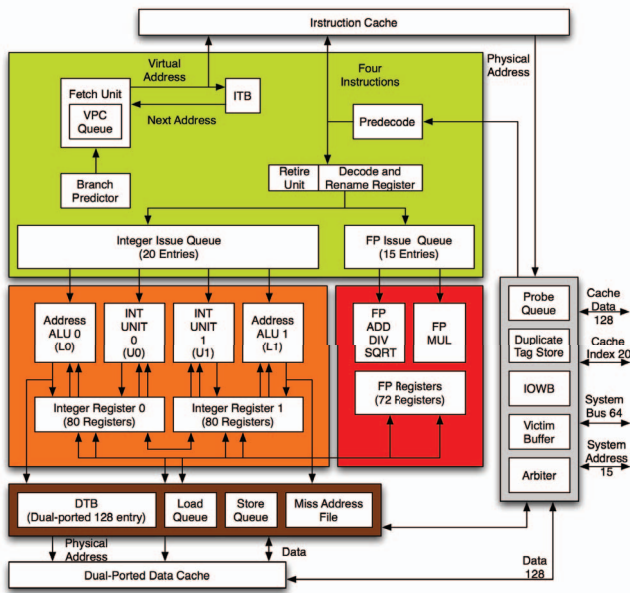 Instruction Cache
Virtual
Address
Four
Instructions
Physical
Address
Fetch Unit
VPC
Queue
ITB
Next Address
Predecode
Branch
Predictor
Retire
Unit
Decode and
Rename Register
Integer Issue Queue
(20 Entries)
FP Issue Queue
(15 Entries)
Address
ALU 0
(L0)
INT
UNIT
0
(U0)
INT
UNIT
1
(U1)
Address
ALU 1
(L1)
FP
ADD
DIV
SQRT
FP
MUL
Integer Register 0
(80 Registers)
Integer Register 1
(80 Registers)
FP Registers
(72 Registers)
Probe
Queue
Duplicate
Tag Store
IOWB
Victim
Buffer
Arbiter
Cache
Data
128
Cache
Index 20
System
Bus 64
System
Address
15
DTB
(Dual-ported 128 entry)
Load
Queue
Store
Queue
Miss Address
File
Physical
Address
Data
Dual-Ported Data Cache
Data
128